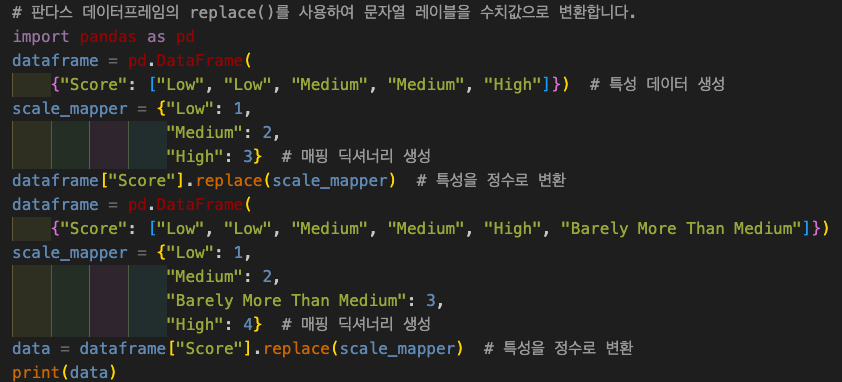 # 판다스 데이터프레임의 replace()를 사용하여 문자열 레이블을 수치값으로 변환합니다.
import pandas as pd
dataframe = pd.DataFrame(
    {"Score": ["Low", "Low", "Medium", "Medium", "High"]})  # 특성 데이터 생성
scale_mapper = {"Low": 1,
                "Medium": 2,
                "High": 3}  # 매핑 딕셔너리 생성
dataframe["Score"].replace(scale_mapper)  # 특성을 정수로 변환
dataframe = pd.DataFrame(
    {"Score": ["Low", "Low", "Medium", "Medium", "High", "Barely More Than Medium"]})
scale_mapper = {"Low": 1,
                "Medium": 2,
                "Barely More Than Medium": 3,
                "High": 4}  # 매핑 딕셔너리 생성
data = dataframe["Score"].replace(scale_mapper)  # 특성을 정수로 변환
print(data)